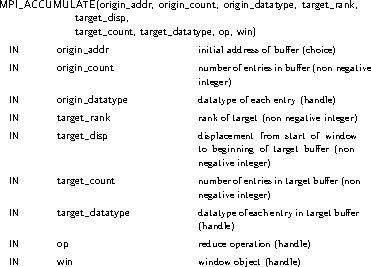 MPI_ACCUMULATE(origin_addr, origin_count, origin_datatype, target_rank,
target_disp,
target_count, target_datatype, op, win)
IN origin_addr initial address of buffer (choice)
IN origin_count number of entries in buffer (non negative
integer)
IN origin_datatype datatype of each entry (handle)
IN target_rank rank of target (non negative integer)
IN target_disp displacement from start of window
to beginning of target buffer (non
negative integer)
IN target_count number of entries in target buffer (non
negative integer)
IN target_datatype datatype of each entry in target buffer
(handle)
IN op reduce operation (handle)
IN win window object (handle)